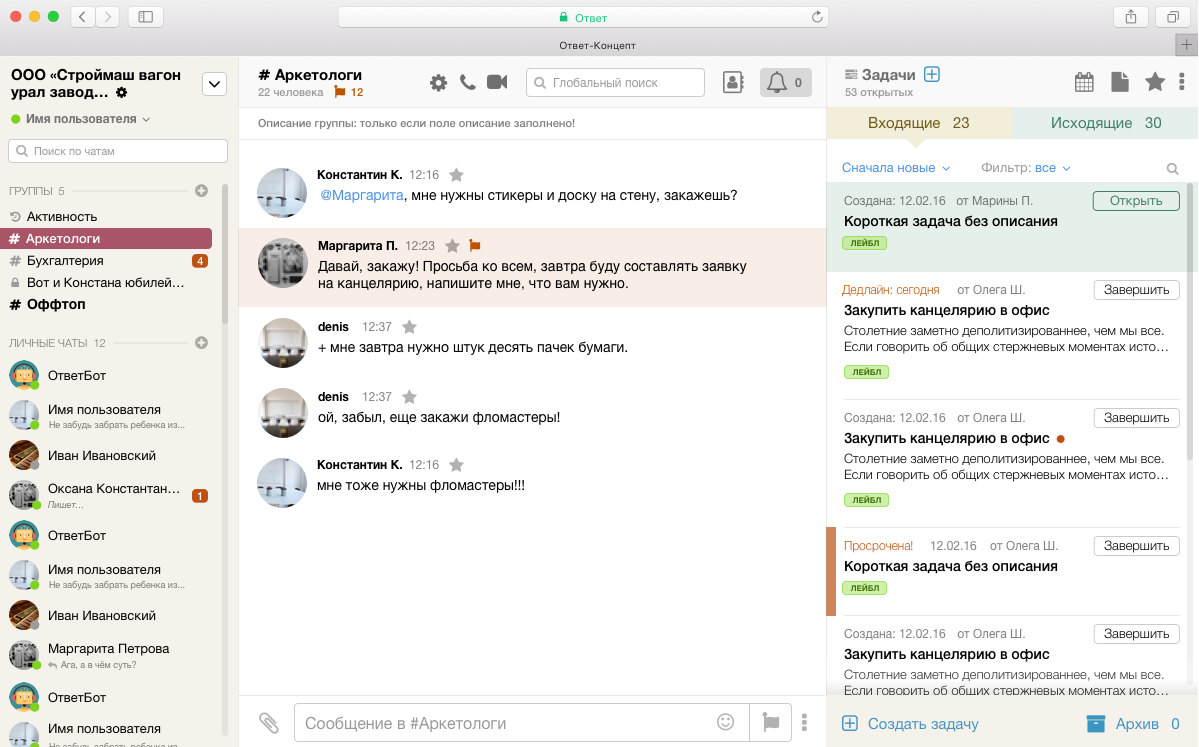 Ответ
Ответ-Концепт
ООО «Строймаш вагон
урал завод…
Имя пользователя
Поиск по чатам
ГРУППЫ 5
Активность
# Аркетологи
# Бухгалтерия 4
Вот и Констана юбилей…
# Оффтоп
ЛИЧНЫЕ ЧАТЫ 12
ОтветБот
Имя пользователя
Не забудь забрать ребенка из...
Иван Ивановский
Оксана Константан… 1
Пишет...
ОтветБот
Имя пользователя
Не забудь забрать ребенка из...
Иван Ивановский
Маргарита Петрова
Ага, а в чём суть?
ОтветБот
Имя пользователя
Не забудь забрать ребенка из...
# Аркетологи
22 человека 12
Глобальный поиск
0
Описание группы: только если поле описание заполнено!
Константин К. 12:16
@Маргарита, мне нужны стикеры и доску на стену, закажешь?
Маргарита П. 12:23
Давай, закажу! Просьба ко всем, завтра буду составлять заявку
на канцелярию, напишите мне, что вам нужно.
denis 12:37
+ мне завтра нужно штук десять пачек бумаги.
denis 12:37
ой, забыл, еще закажи фломастеры!
Константин К. 12:16
мне тоже нужны фломастеры!!!
Сообщение в #Аркетологи
Задачи
53 открытых
Входящие 23
Исходящие 30
Сначала новые
Фильтр: все
Создана: 12.02.16 от Марины П. Открыть
Короткая задача без описания
ЛЕЙБЛ
Дедлайн: сегодня от Олега Ш. Завершить
Закупить канцелярию в офис
Столетние заметно деполитизированнее, чем мы все.
Если говорить об общих стержневых моментах исто…
ЛЕЙБЛ
Создана: 12.02.16 от Олега Ш. Завершить
Закупить канцелярию в офис
Столетние заметно деполитизированнее, чем мы все.
Если говорить об общих стержневых моментах исто…
ЛЕЙБЛ
Просрочена! 12.02.16 от Олега Ш. Завершить
Короткая задача без описания
ЛЕЙБЛ
Создана: 12.02.16 от Олега Ш. Завершить
Закупить канцелярию в офис
Столетние заметно деполитизированнее, чем мы все.
Если говорить об общих стержневых моментах исто…
Создать задачу
Архив 0